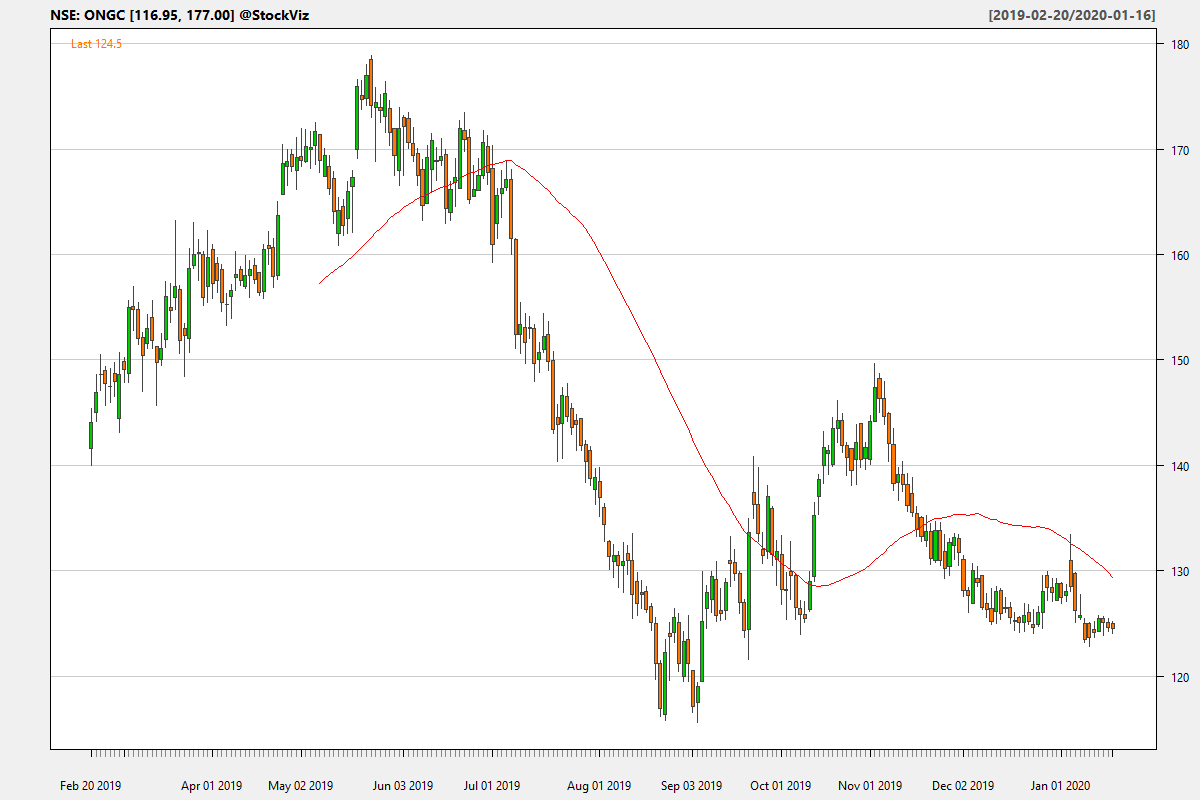 NSE: ONGC [116.95, 177.00] @StockViz
[2019-02-20/2020-01-16]
Last 124.5
180
170
160
150
140
130
120
Feb 20 2019
Apr 01 2019
May 02 2019
Jun 03 2019
Jul 01 2019
Aug 01 2019
Sep 03 2019
Oct 01 2019
Nov 01 2019
Dec 02 2019
Jan 01 2020